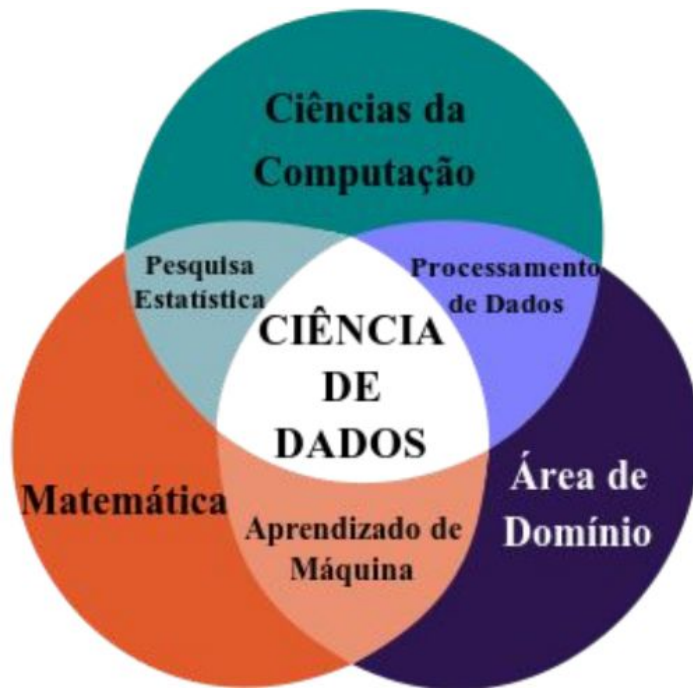 Ciências da
Computação
Pesquisa
Estatística
Processamento
de Dados
CIÊNCIA
DE
DADOS
Matemática
Área de
Domínio
Aprendizado de
Máquina